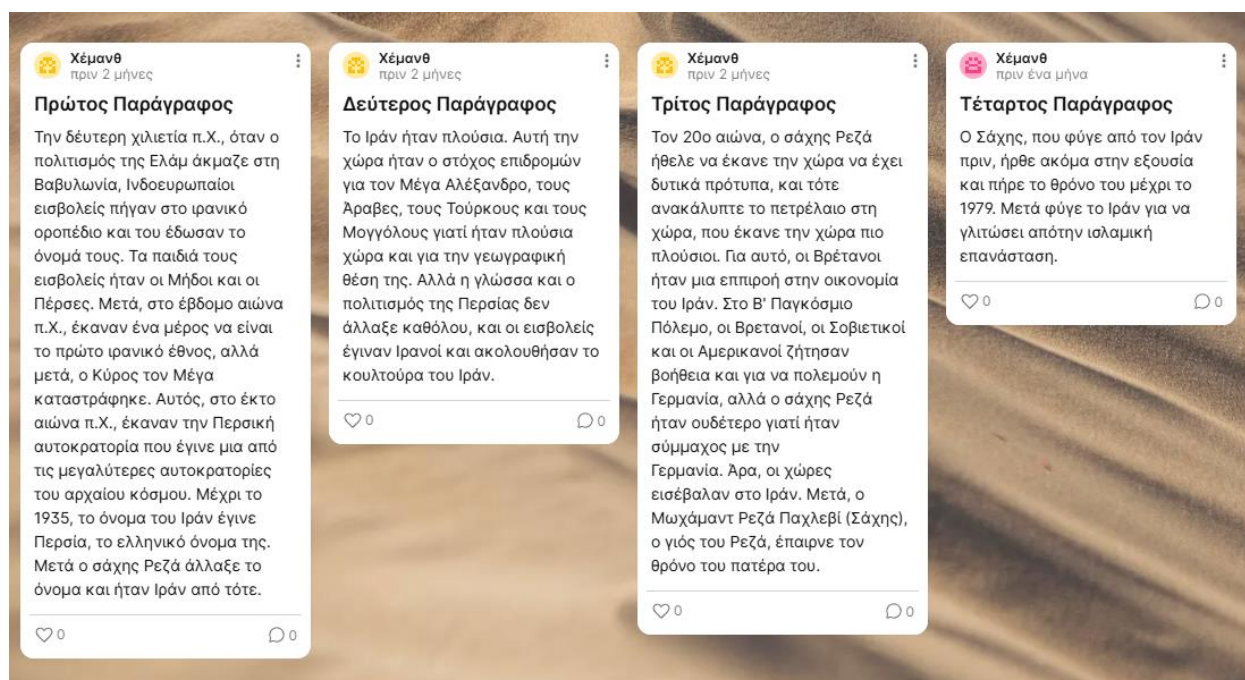 Χέμανθ
πριν 2 μήνες
Πρώτος Παράγραφος
Την δέυτερη χιλιετία π.Χ., όταν ο
πολιτισμός της Ελάμ άκμαζε στη
Βαβυλωνία, Ινδοευρωπαίοι
εισβολείς πήγαν στο ιρανικό
οροπέδιο και του έδωσαν το
όνομά τους. Τα παιδιά τους
εισβολείς ήταν οι Μήδοι και οι
Πέρσες. Μετά, στο έβδομο αιώνα
π.Χ., έκαναν ένα μέρος να είναι
το πρώτο ιρανικό έθνος, αλλά
μετά, ο Κύρος τον Μέγα
καταστράφηκε. Αυτός, στο έκτο
αιώνα π.Χ., έκαναν την Περσική
αυτοκρατορία που έγινε μια από
τις μεγαλύτερες αυτοκρατορίες
του αρχαίου κόσμου. Μέχρι το
1935, το όνομα του Ιράν έγινε
Περσία, το ελληνικό όνομα της.
Μετά ο σάχης Ρεζά άλλαξε το
όνομα και ήταν Ιράν από τότε.
0 0
Χέμανθ
πριν 2 μήνες
Δεύτερος Παράγραφος
Το Ιράν ήταν πλούσια. Αυτή την
χώρα ήταν ο στόχος επιδρομών
για τον Μέγα Αλέξανδρο, τους
Άραβες, τους Τούρκους και τους
Μογγόλους γιατί ήταν πλούσια
χώρα και για την γεωγραφική
θέση της. Αλλά η γλώσσα και ο
πολιτισμός της Περσίας δεν
άλλαξε καθόλου, και οι εισβολείς
έγιναν Ιρανοί και ακολουθήσαν το
κουλτούρα του Ιράν.
0 0
Χέμανθ
πριν 2 μήνες
Τρίτος Παράγραφος
Τον 20ο αιώνα, ο σάχης Ρεζά
ήθελε να έκανε την χώρα να έχει
δυτικά πρότυπα, και τότε
ανακάλυπτε το πετρέλαιο στη
χώρα, που έκανε την χώρα πιο
πλούσιοι. Για αυτό, οι Βρέτανοι
ήταν μια εππιροή στην οικονομία
του Ιράν. Στο Β' Παγκόσμιο
Πόλεμο, οι Βρετανοί, οι Σοβιετικοί
και οι Αμερικανοί ζήτησαν
βοήθεια και για να πολεμούν η
Γερμανία, αλλά ο σάχης Ρεζά
ήταν ουδέτερο γιατί ήταν
σύμμαχος με την
Γερμανία. Άρα, οι χώρες
εισέβαλαν στο Ιράν. Μετά, ο
Μωχάμαντ Ρεζά Παχλεβί (Σάχης),
ο γιός του Ρεζά, έπαιρνε τον
θρόνο του πατέρα του.
0 0
Χέμανθ
πριν ένα μήνα
Τέταρτος Παράγραφος
Ο Σάχης, που φύγε από τον Ιράν
πριν, ήρθε ακόμα στην εξουσία
και πήρε το θρόνο του μέχρι το
1979. Μετά φύγε το Ιράν για να
γλιτώσει απότην ισλαμική
επανάσταση.
0 0